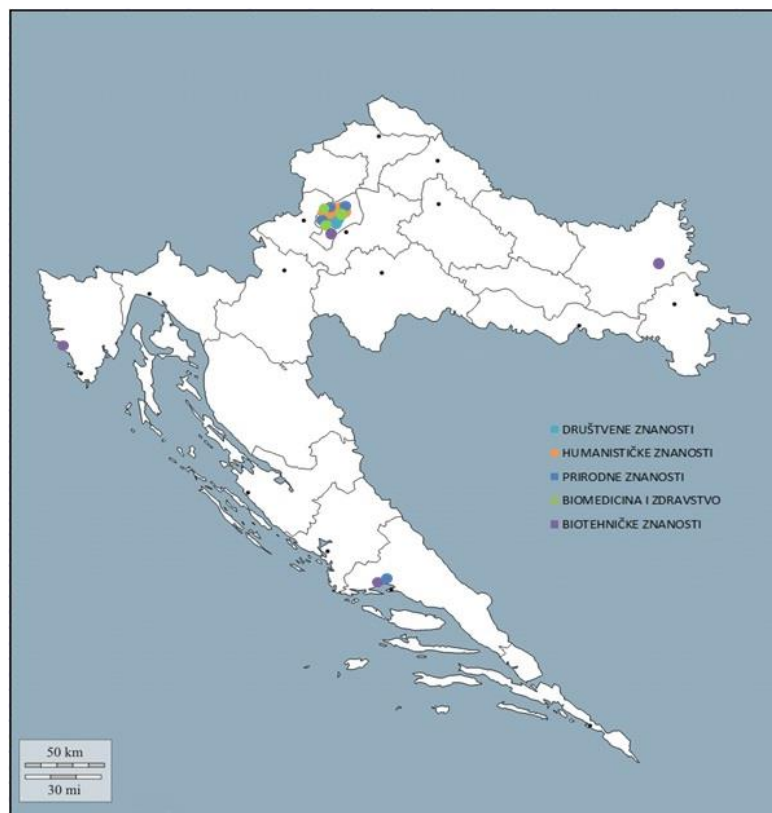 DRUŠTVENE ZNANOSTI
HUMANISTIČKE ZNANOSTI
PRIRODNE ZNANOSTI
BIOMEDICINA I ZDRAVSTVO
BIOTEHNIČKE ZNANOSTI
50 km
30 mi